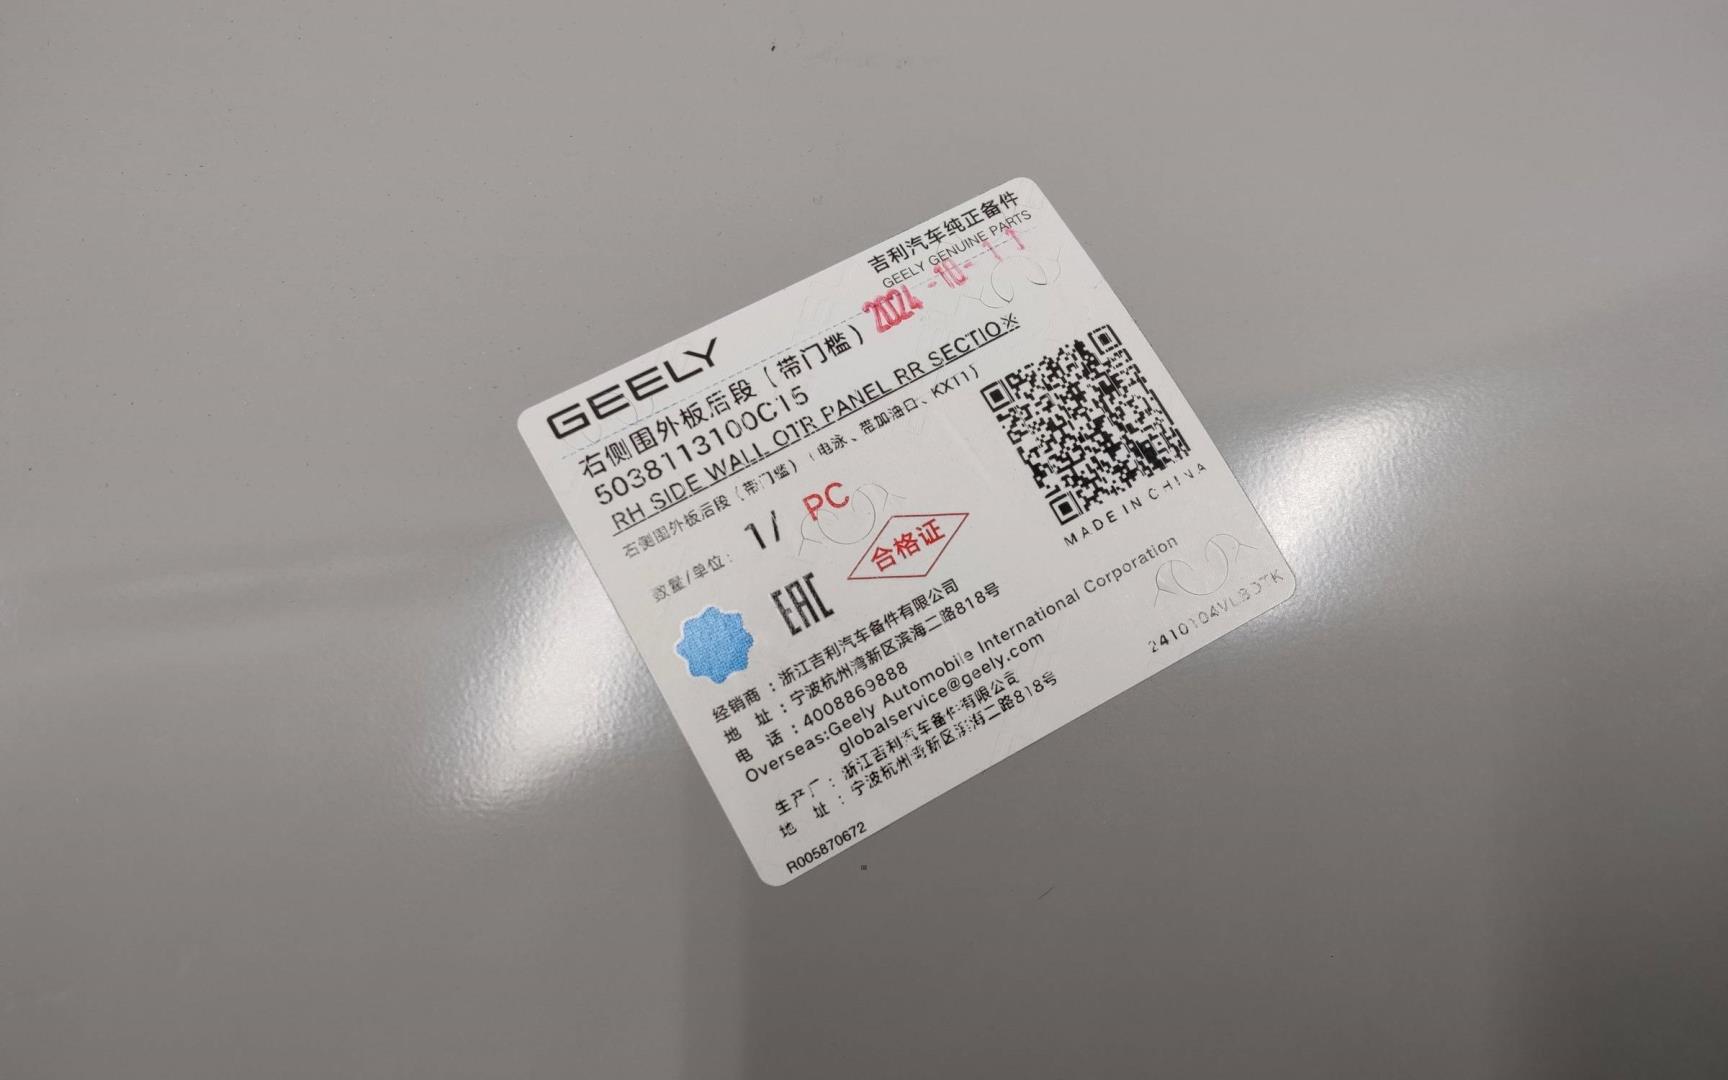 吉利汽车纯正备件
GEELY GENUINE PARTS
GEELY
2024-10-11
右侧围外板后段（带门槛）
5038113100C15
RH SIDE WALL OTR PANEL RR SECTIO
右侧围外板后段（带门槛）（电泳、带加油口、KX11）
数量/单位： 1/ PC
合格证
EAC
MADE IN CHINA
经销商：浙江吉利汽车备件有限公司
地 址：宁波杭州湾新区滨海二路818号
电 话：4008869888
Overseas:Geely Automobile International Corporation
globalservice@geely.com
生产厂：浙江吉利汽车备件有限公司
地 址：宁波杭州湾新区滨海二路818号
R005870672